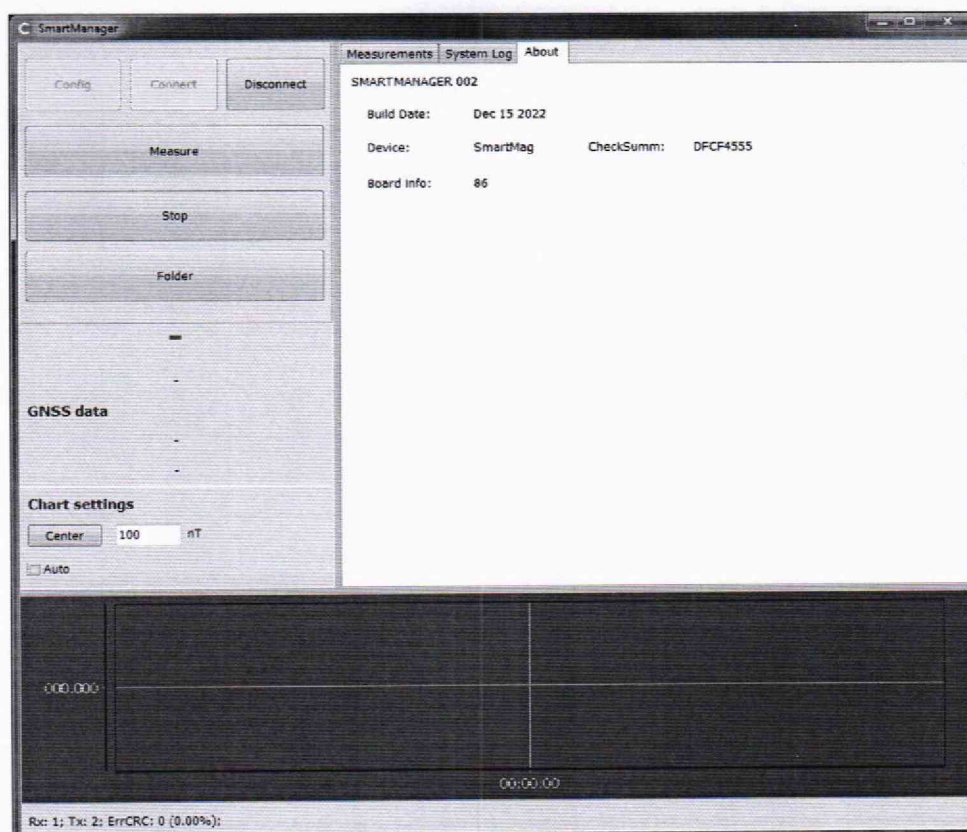 SmartManager
Config Connect Disconnect
Measure
Stop
Folder
-
-
GNSS data
-
-
Chart settings
Center 100 nT
Auto
Measurements System Log About
SMARTMANAGER 002
Build Date: Dec 15 2022
Device: SmartMag CheckSumm: DFCF4555
Board Info: 86
000.000
00:00:00
Rx: 1; Tx: 2; ErrCRC: 0 (0.00%);